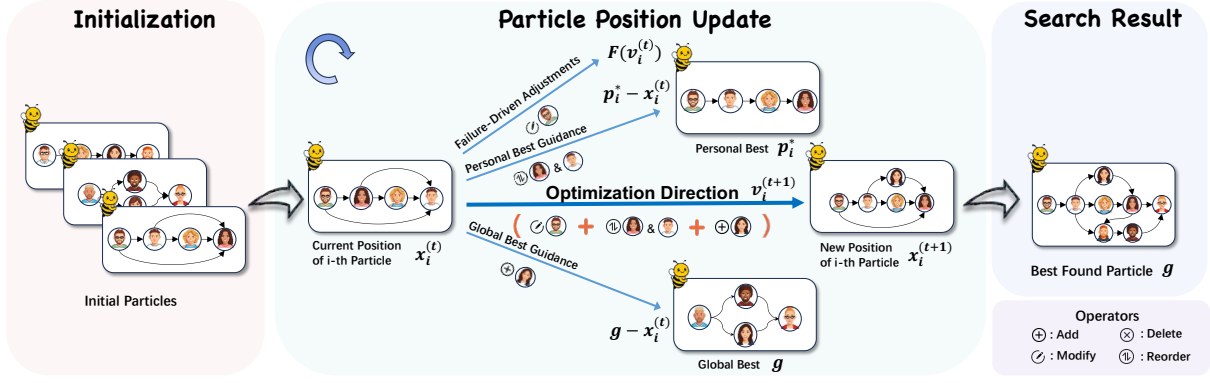 Initialization
Initial Particles
Particle Position Update
Failure-Driven Adjustments
F(v_i^{(t)})
Personal Best Guidance
p_i^* − x_i^{(t)}
&
Personal Best p_i^*
Current Position
of i-th Particle x_i^{(t)}
Optimization Direction v_i^{(t+1)}
( + & + )
New Position
of i-th Particle x_i^{(t+1)}
Global Best Guidance
g − x_i^{(t)}
Global Best g
Search Result
Best Found Particle g
Operators
: Add
: Delete
: Modify
: Reorder